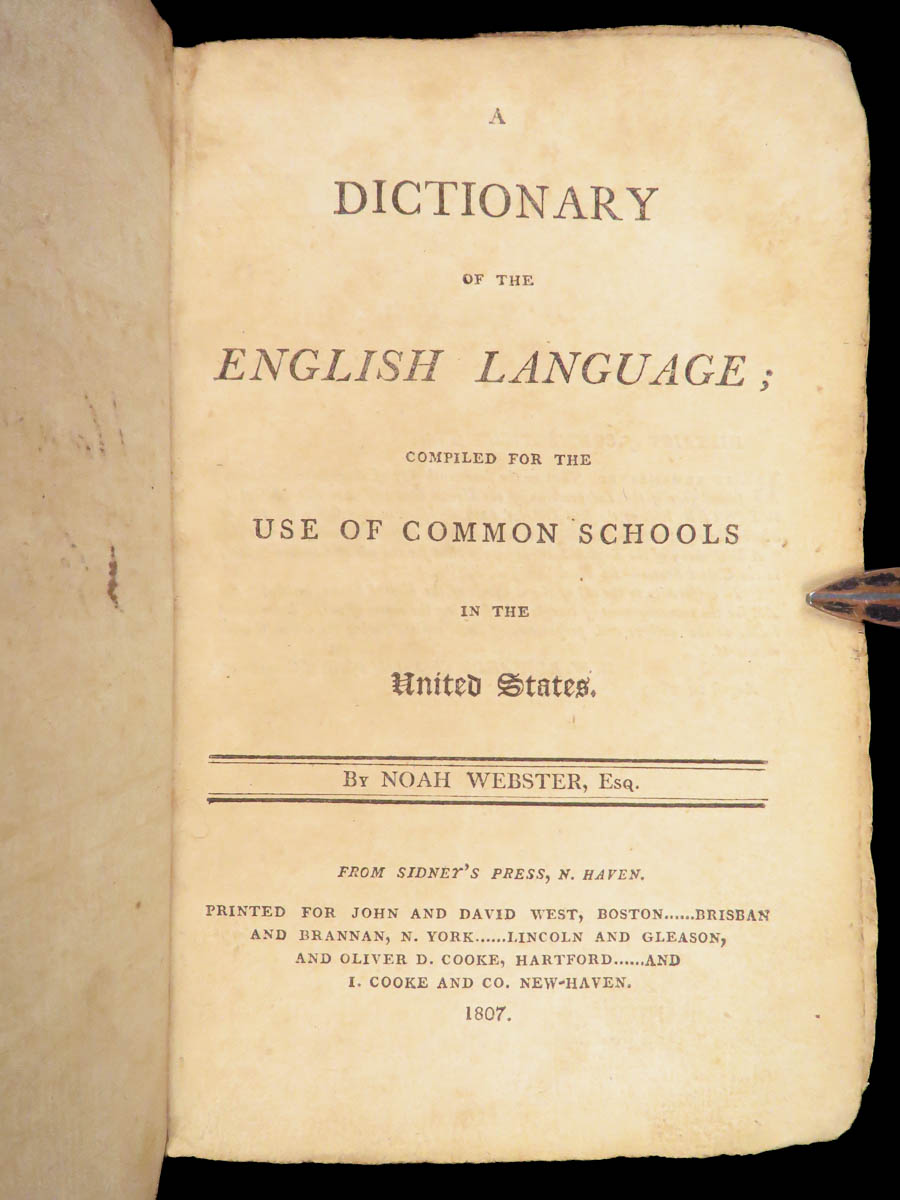 A
DICTIONARY
OF THE
ENGLISH LANGUAGE;
COMPILED FOR THE
USE OF COMMON SCHOOLS
IN THE
United States.
By NOAH WEBSTER, Esq.
FROM SIDNEY'S PRESS, N. HAVEN.
PRINTED FOR JOHN AND DAVID WEST, BOSTON......BRISBAN
AND BRANNAN, N. YORK......LINCOLN AND GLEASON,
AND OLIVER D. COOKE, HARTFORD......AND
I. COOKE AND CO. NEW-HAVEN.
1807.